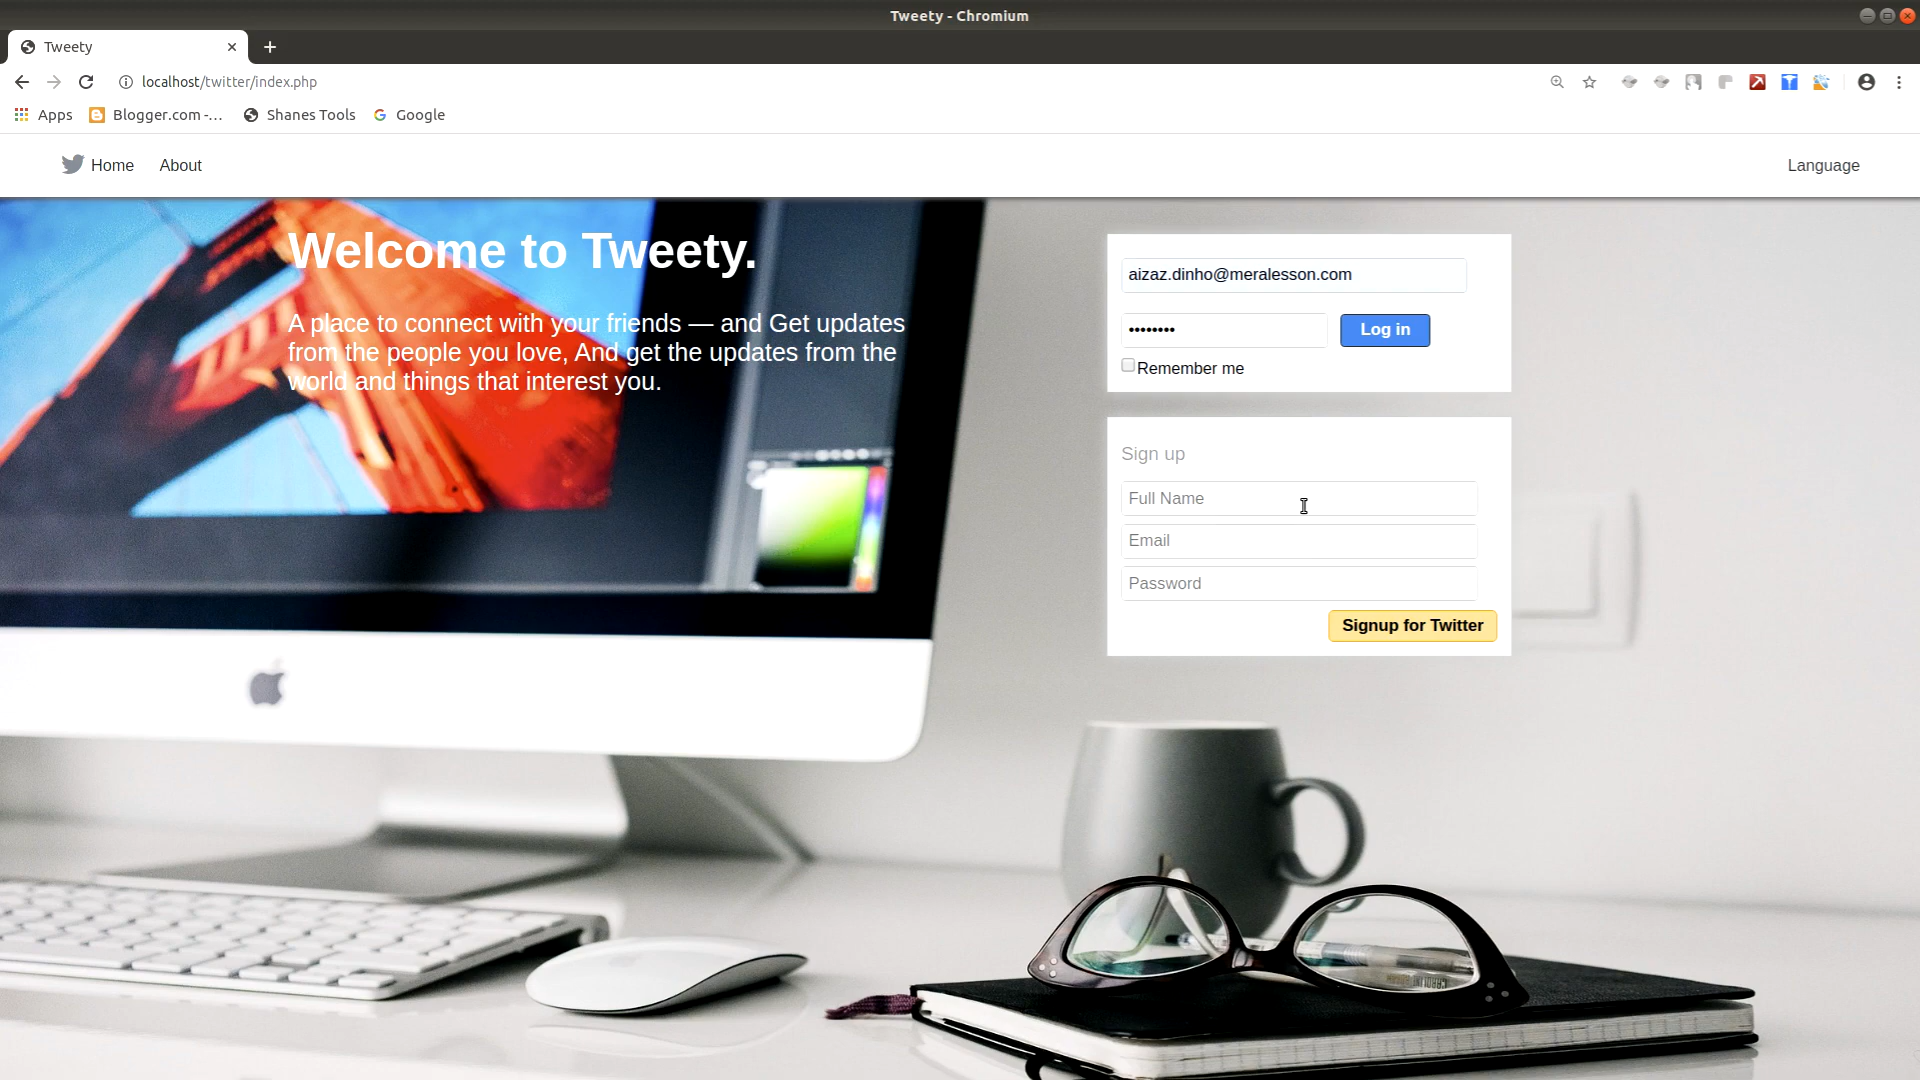 Tweety - Chromium
Tweety
localhost/twitter/index.php
Apps
Blogger.com -...
Shanes Tools
Google
Home
About
Language
Welcome to Tweety.
A place to connect with your friends — and Get updates
from the people you love, And get the updates from the
world and things that interest you.
aizaz.dinho@meralesson.com
••••••••
Log in
Remember me
Sign up
Full Name
Email
Password
Signup for Twitter